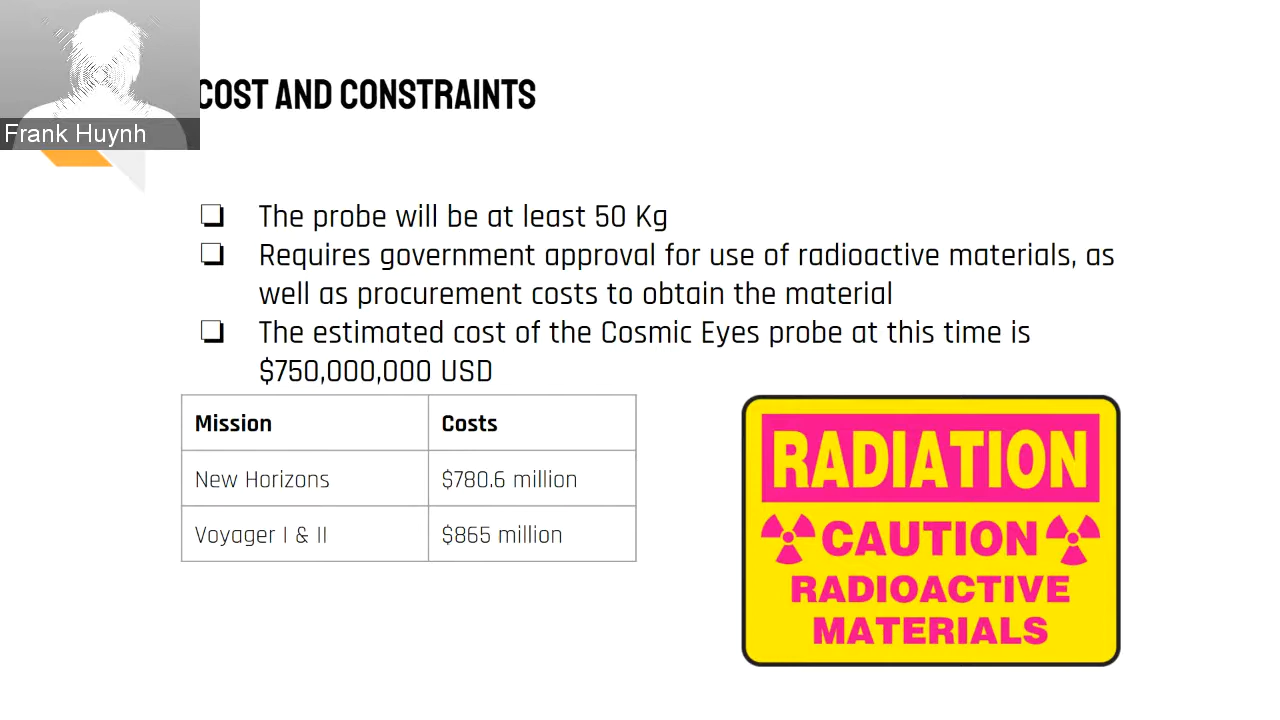 Frank Huynh
COST AND CONSTRAINTS
❏ The probe will be at least 50 Kg
❏ Requires government approval for use of radioactive materials, as
well as procurement costs to obtain the material
❏ The estimated cost of the Cosmic Eyes probe at this time is
$750,000,000 USD
Mission Costs
New Horizons $780.6 million
Voyager I & II $865 million
RADIATION
CAUTION
RADIOACTIVE
MATERIALS